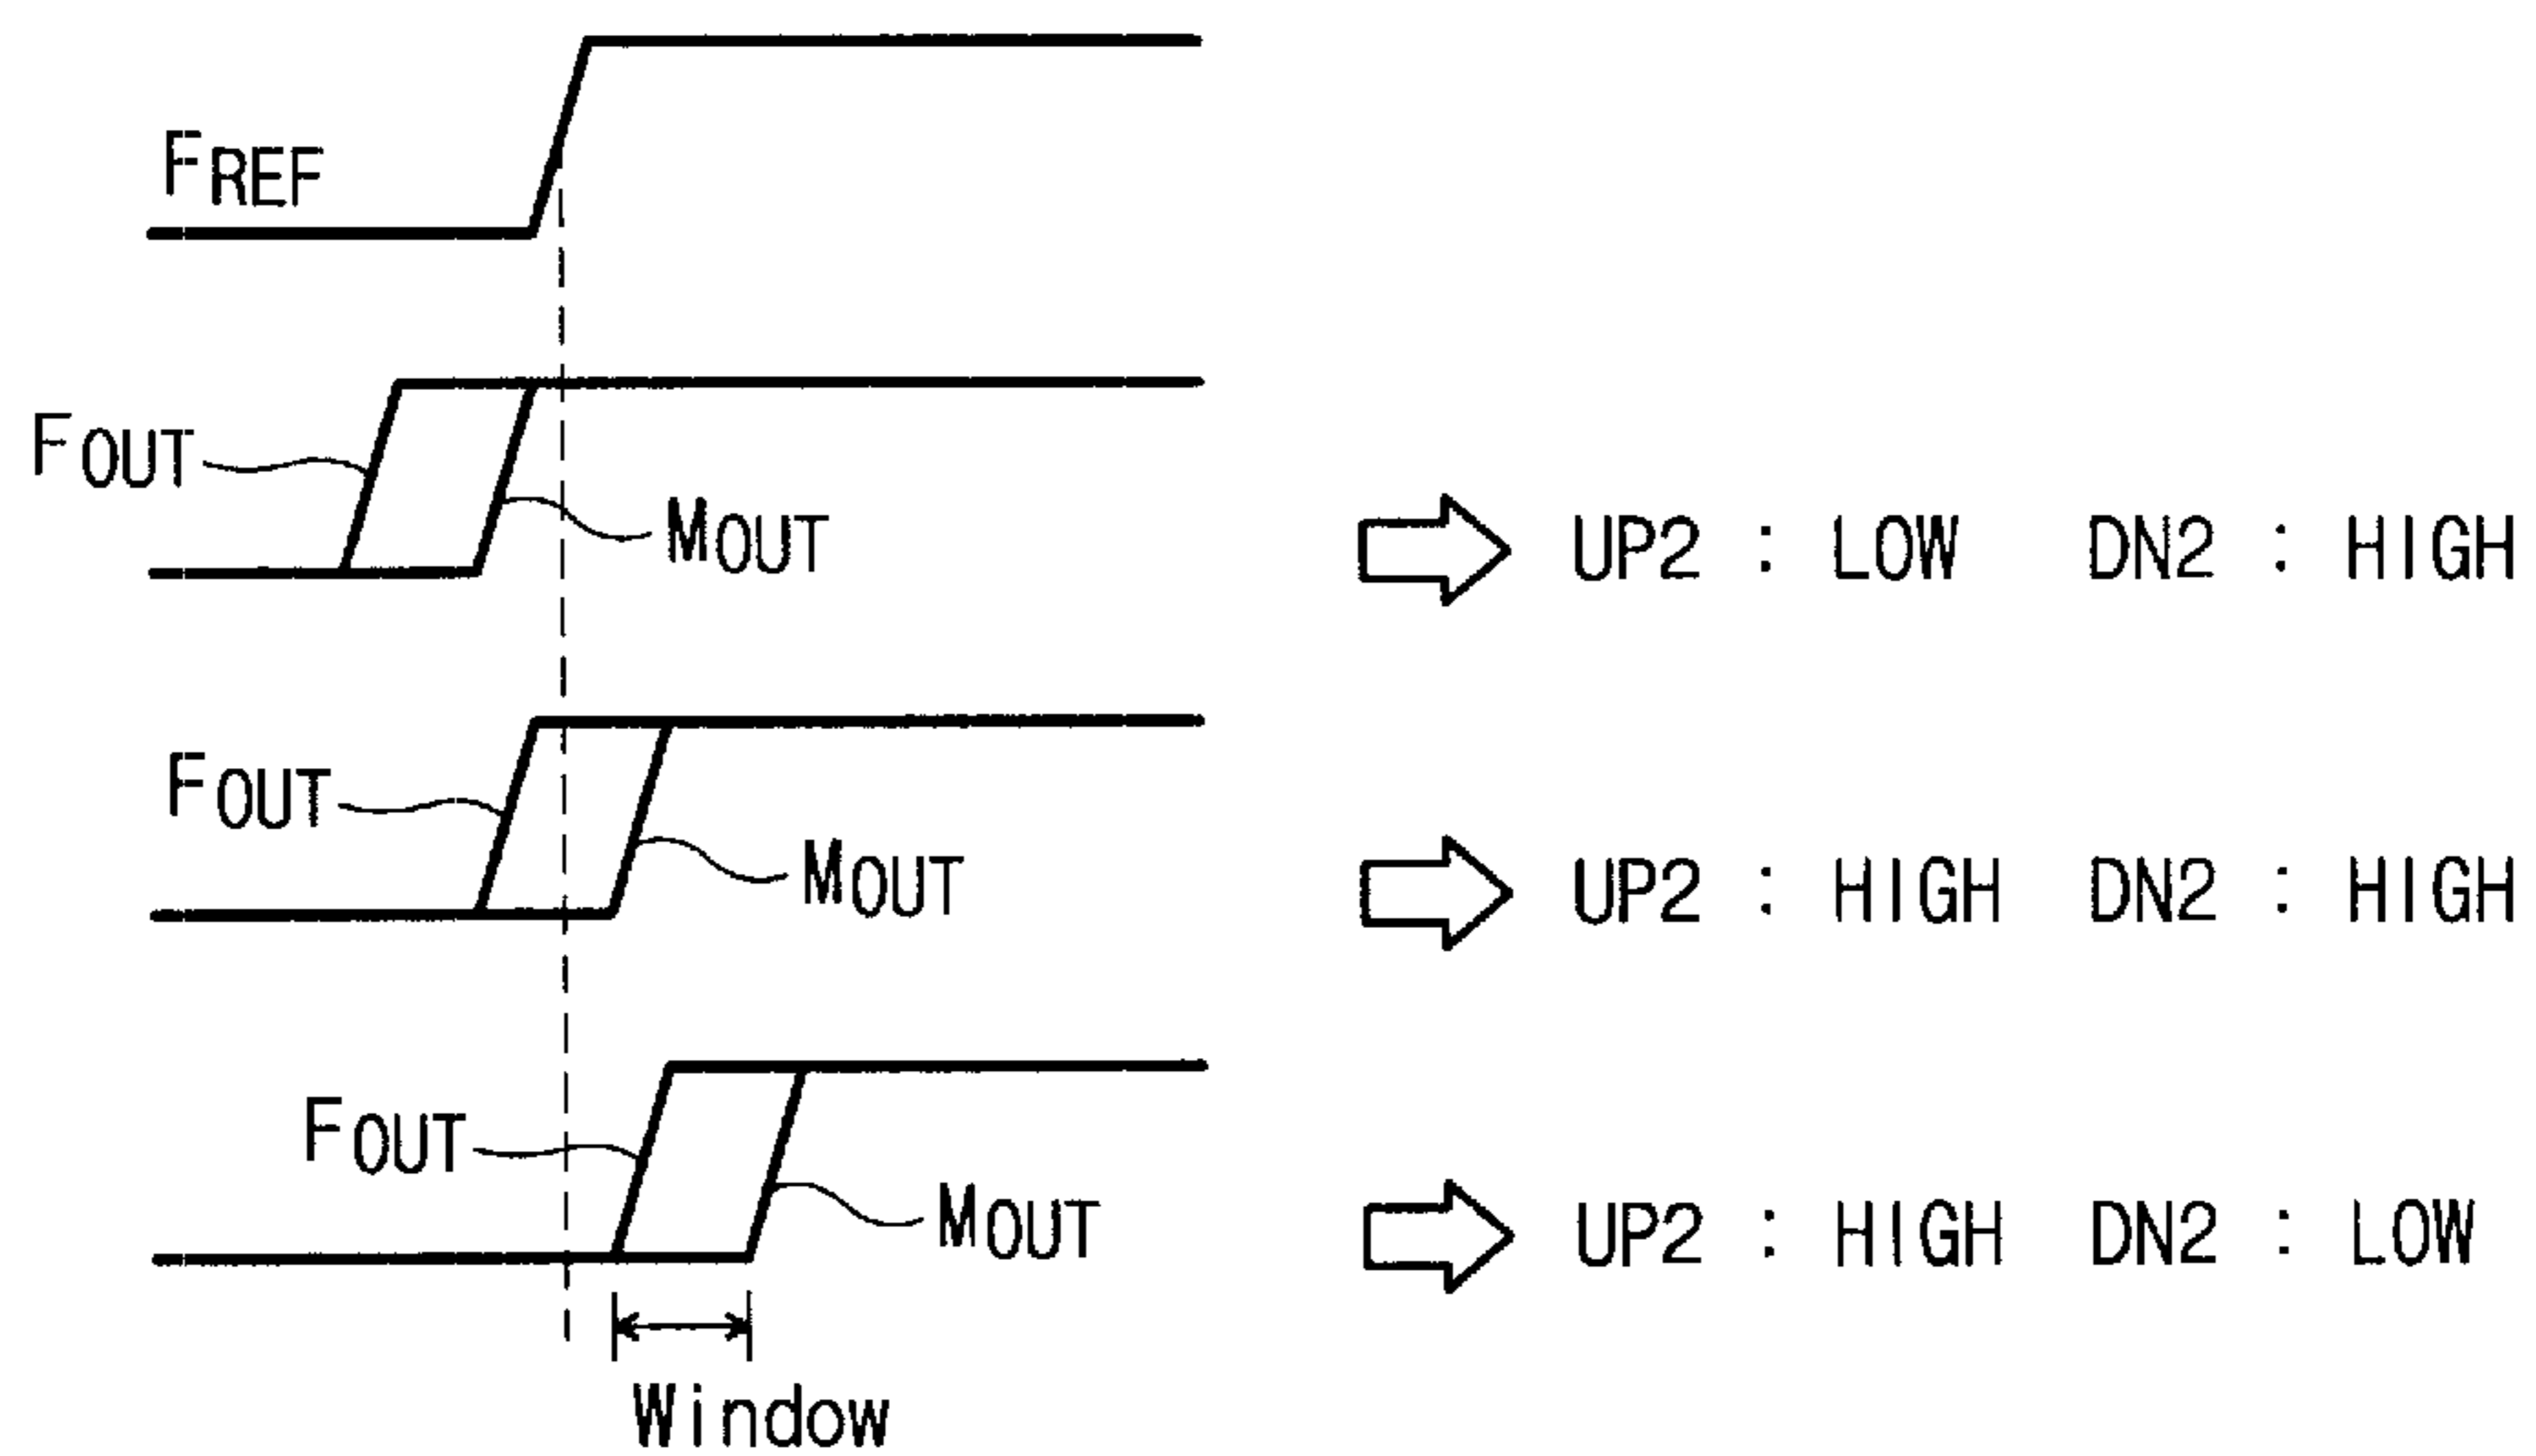 FREF
FOUT
MOUT
UP2 : LOW DN2 : HIGH
FOUT
MOUT
UP2 : HIGH DN2 : HIGH
FOUT
MOUT
UP2 : HIGH DN2 : LOW
Window